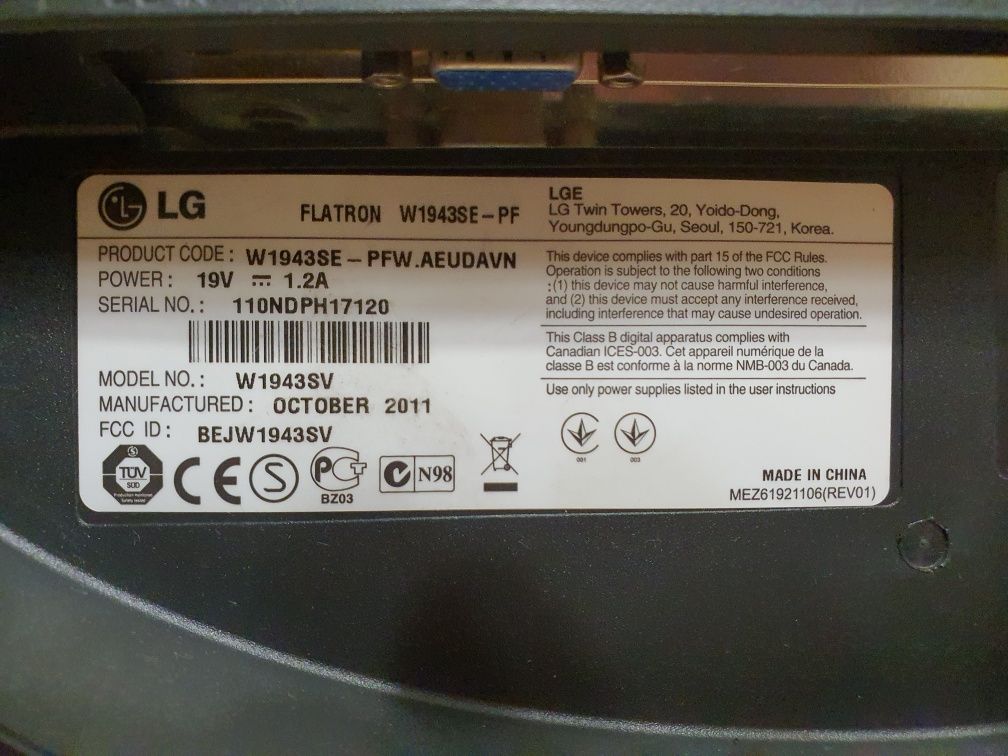 LG
FLATRON W1943SE-PF
LGE
LG Twin Towers, 20, Yoido-Dong,
Youngdungpo-Gu, Seoul, 150-721, Korea.
PRODUCT CODE : W1943SE-PFW.AEUDAVN
POWER : 19V ⎓ 1.2A
SERIAL NO. : 110NDPH17120
MODEL NO. : W1943SV
MANUFACTURED : OCTOBER 2011
FCC ID : BEJW1943SV
This device complies with part 15 of the FCC Rules.
Operation is subject to the following two conditions
:(1) this device may not cause harmful interference,
and (2) this device must accept any interference received,
including interference that may cause undesired operation.
This Class B digital apparatus complies with
Canadian ICES-003. Cet appareil numérique de la
classe B est conforme à la norme NMB-003 du Canada.
Use only power supplies listed in the user instructions
001
003
TÜV
SÜD
Production monitored
Safety tested
CE
S
PCT
BZ03
N98
MADE IN CHINA
MEZ61921106(REV01)